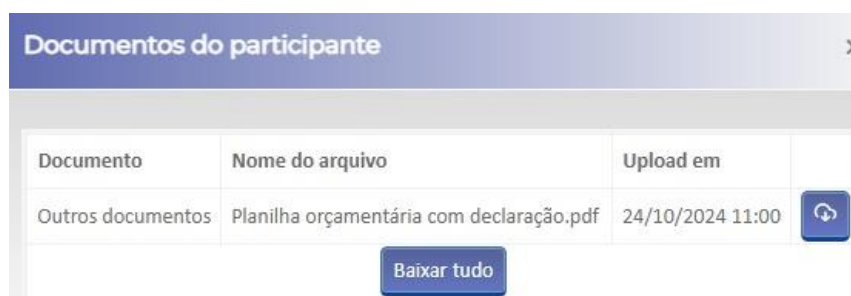 Documentos do participante
Documento Nome do arquivo Upload em
Outros documentos Planilha orçamentária com declaração.pdf 24/10/2024 11:00
Baixar tudo